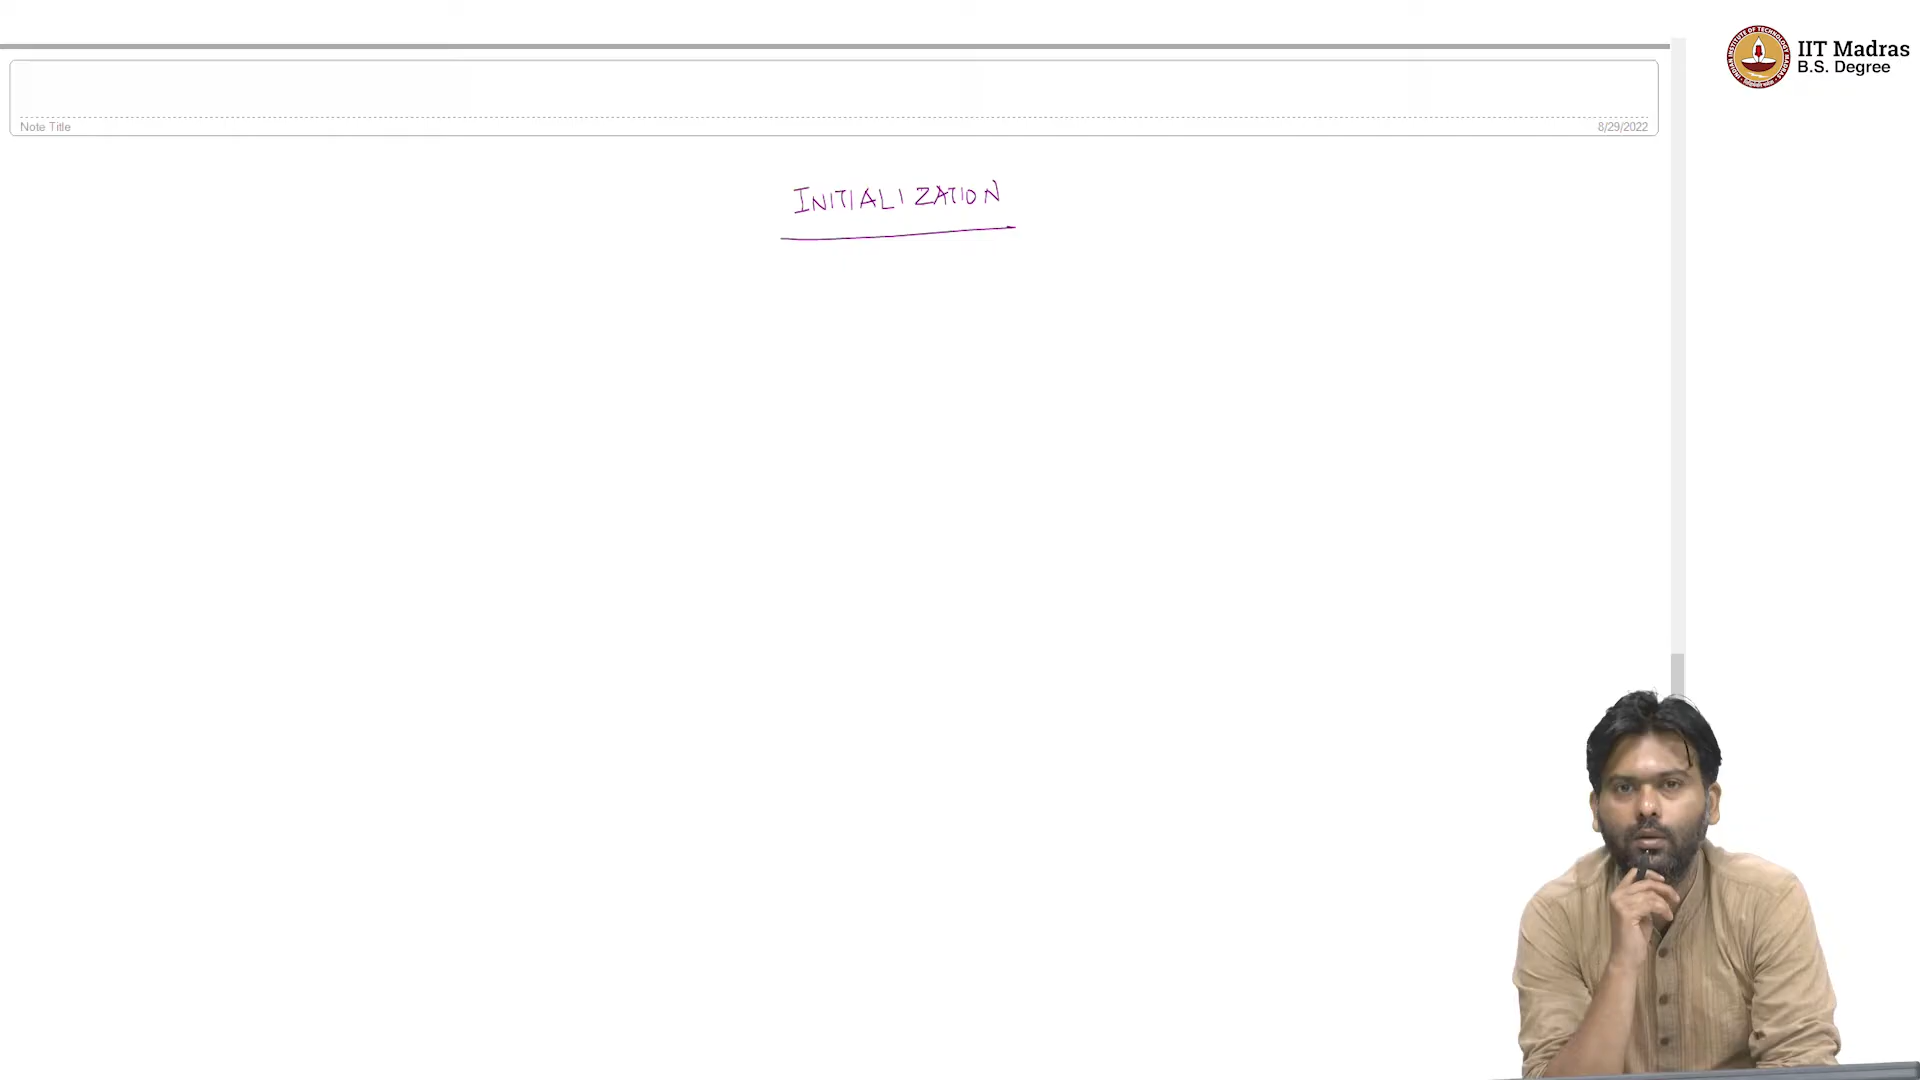 IIT Madras
B.S. Degree
Note Title
8/29/2022
INITIALIZATION